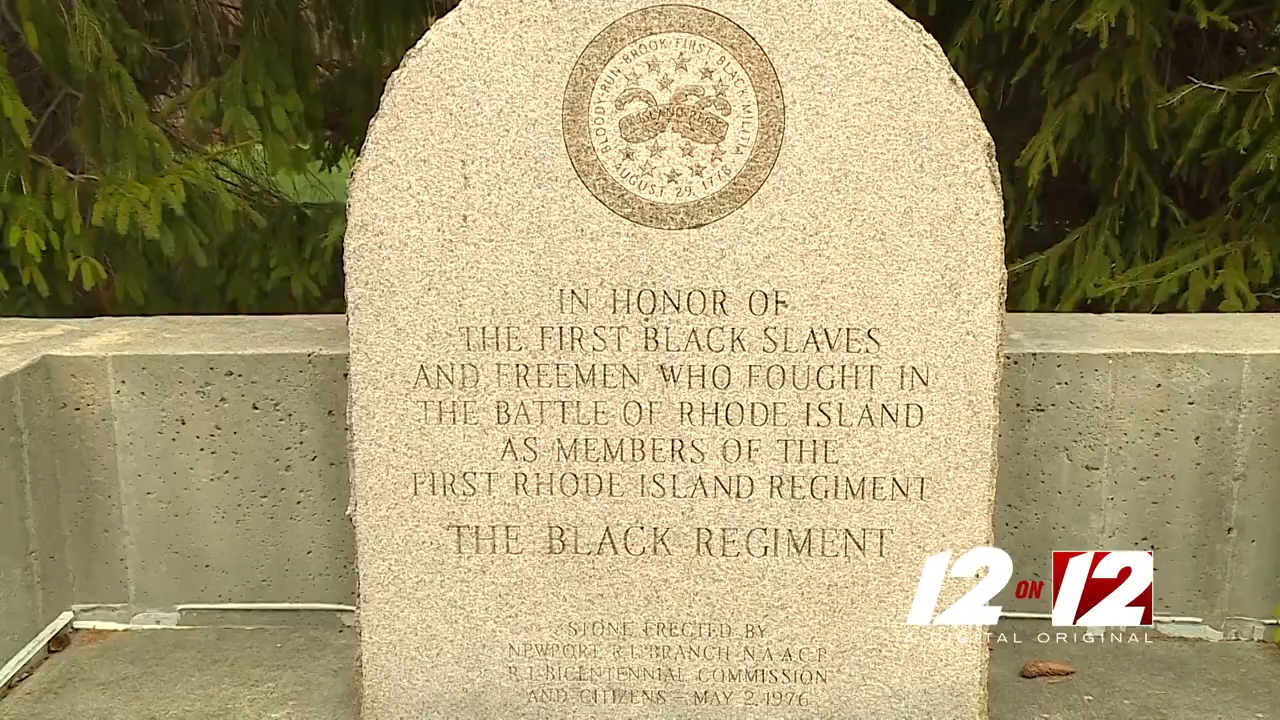 BLOODY·RUN·BROOK·FIRST·BLACK·MILITIA
AUGUST 29, 1778
IN HONOR OF
THE FIRST BLACK SLAVES
AND FREEMEN WHO FOUGHT IN
THE BATTLE OF RHODE ISLAND
AS MEMBERS OF THE
FIRST RHODE ISLAND REGIMENT
THE BLACK REGIMENT
STONE ERECTED BY
NEWPORT R.I. BRANCH N.A.A.C.P.
R.I. BICENTENNIAL COMMISSION
AND CITIZENS – MAY 2, 1976
12 ON 12
A DIGITAL ORIGINAL